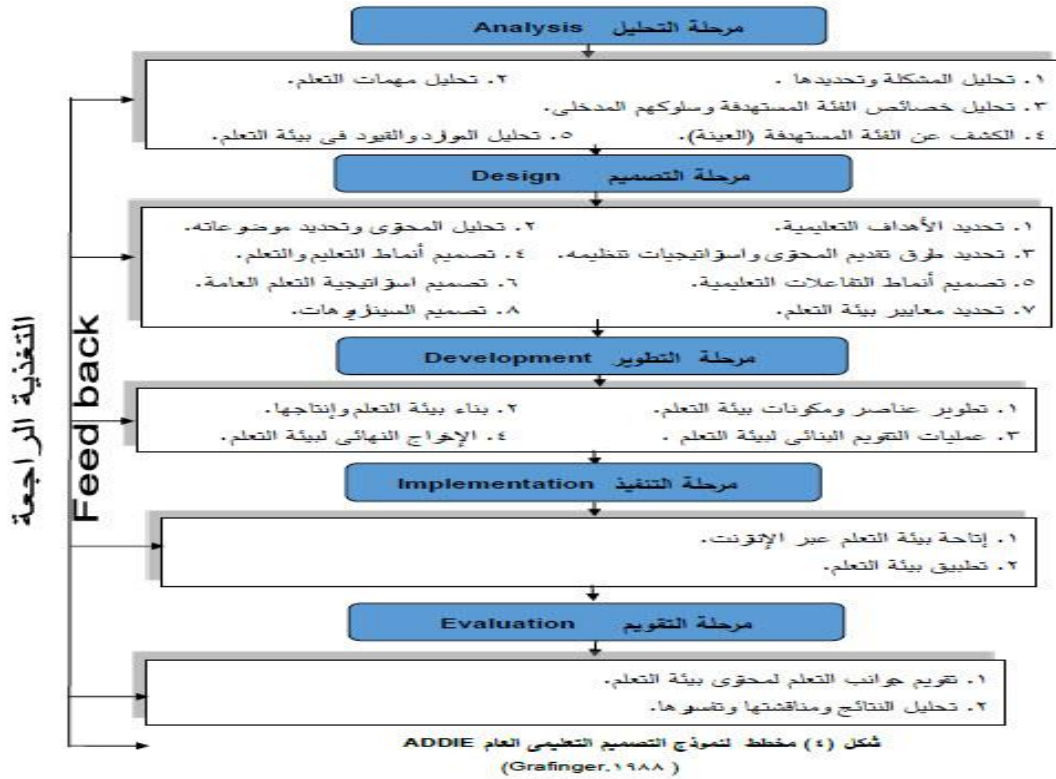 مرحلة التحليل Analysis
١. تحليل المشكلة وتحديدها . ٢. تحليل مهمات التعلم.
٣. تحليل خصائص الفئة المستهدفة وسلوكهم المدخلى.
٤. الكشف عن الفئة المستهدفة (العينة). ٥. تحليل الموارد والقيود فى بيئة التعلم.
مرحلة التصميم Design
١. تحديد الأهداف التعليمية. ٢. تحليل المحتوى وتحديد موضوعاته.
٣. تحديد طرق تقديم المحتوى واستراتيجيات تنظيمه. ٤. تصميم أنماط التعليم والتعلم.
٥. تصميم أنماط التفاعلات التعليمية. ٦. تصميم استراتيجية التعلم العامة.
٧. تحديد معايير بيئة التعلم. ٨. تصميم السيناريوهات.
مرحلة التطوير Development
١. تطوير عناصر ومكونات بيئة التعلم. ٢. بناء بيئة التعلم وإنتاجها.
٣. عمليات التقويم البنائى لبيئة التعلم . ٤. الإخراج النهائى لبيئة التعلم.
مرحلة التنفيذ Implementation
١. إتاحة بيئة التعلم عبر الإنترنت.
٢. تطبيق بيئة التعلم.
مرحلة التقويم Evaluation
١. تقويم جوانب التعلم لمحتوى بيئة التعلم.
٢. تحليل النتائج ومناقشتها وتفسيرها.
التغذية الراجعة
Feed back
شكل (٤) مخطط لنموذج التصميم التعليمى العام ADDIE
(Grafinger,١٩٨٨ )